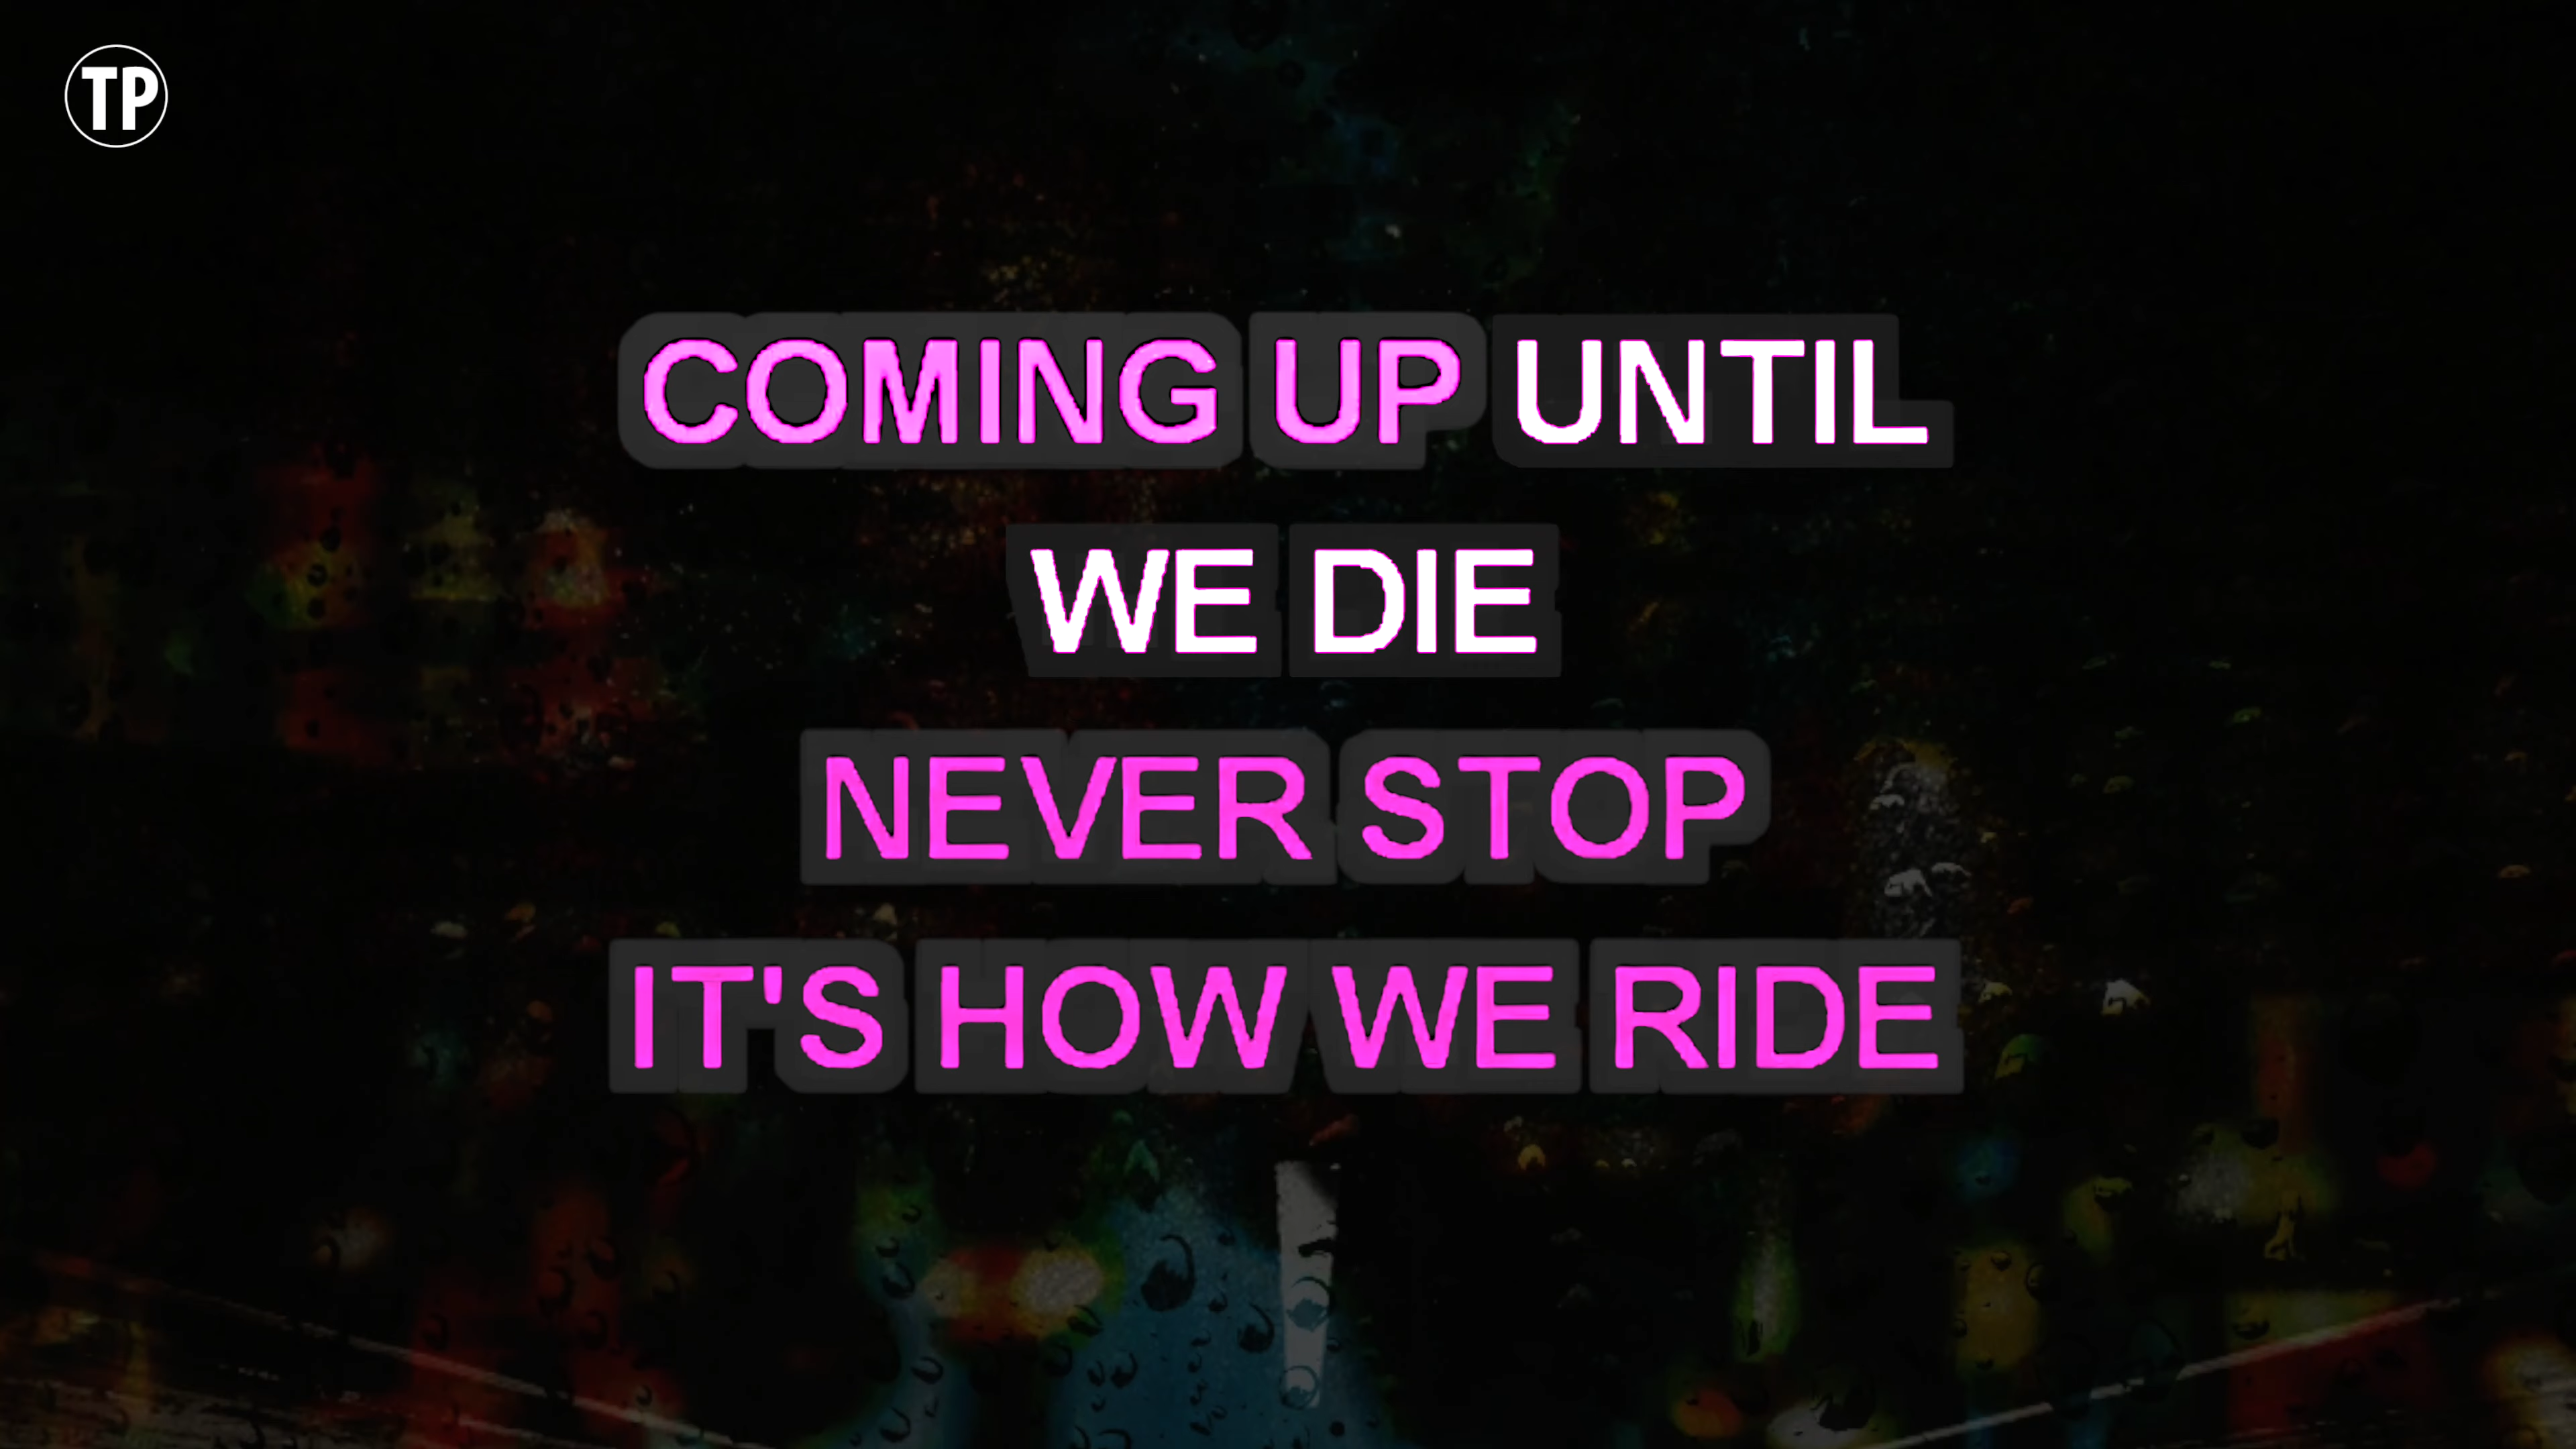 TP
COMING UP UNTIL
WE DIE
NEVER STOP
IT'S HOW WE RIDE